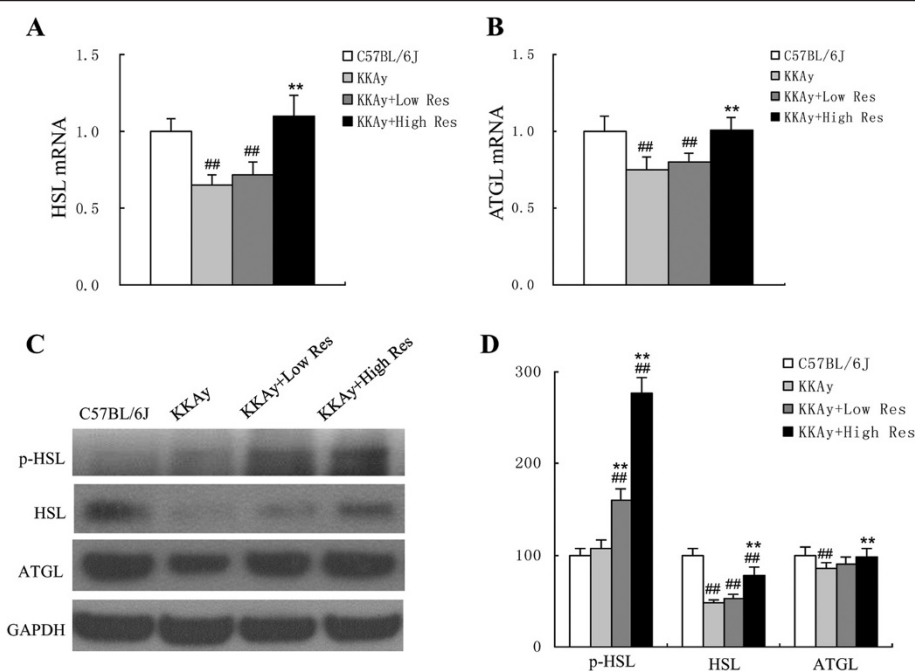 A
HSL mRNA
1.5
1.0
0.5
0.0
##
##
**
C57BL/6J
KKAy
KKAy+Low Res
KKAy+High Res
B
ATGL mRNA
1.5
1.0
0.5
0.0
##
##
**
C57BL/6J
KKAy
KKAy+Low Res
KKAy+High Res
C
C57BL/6J
KKAy
KKAy+Low Res
KKAy+High Res
p-HSL
HSL
ATGL
GAPDH
D
300
200
100
0
**
##
**
##
##
##
**
##
##
**
C57BL/6J
KKAy
KKAy+Low Res
KKAy+High Res
p-HSL
HSL
ATGL